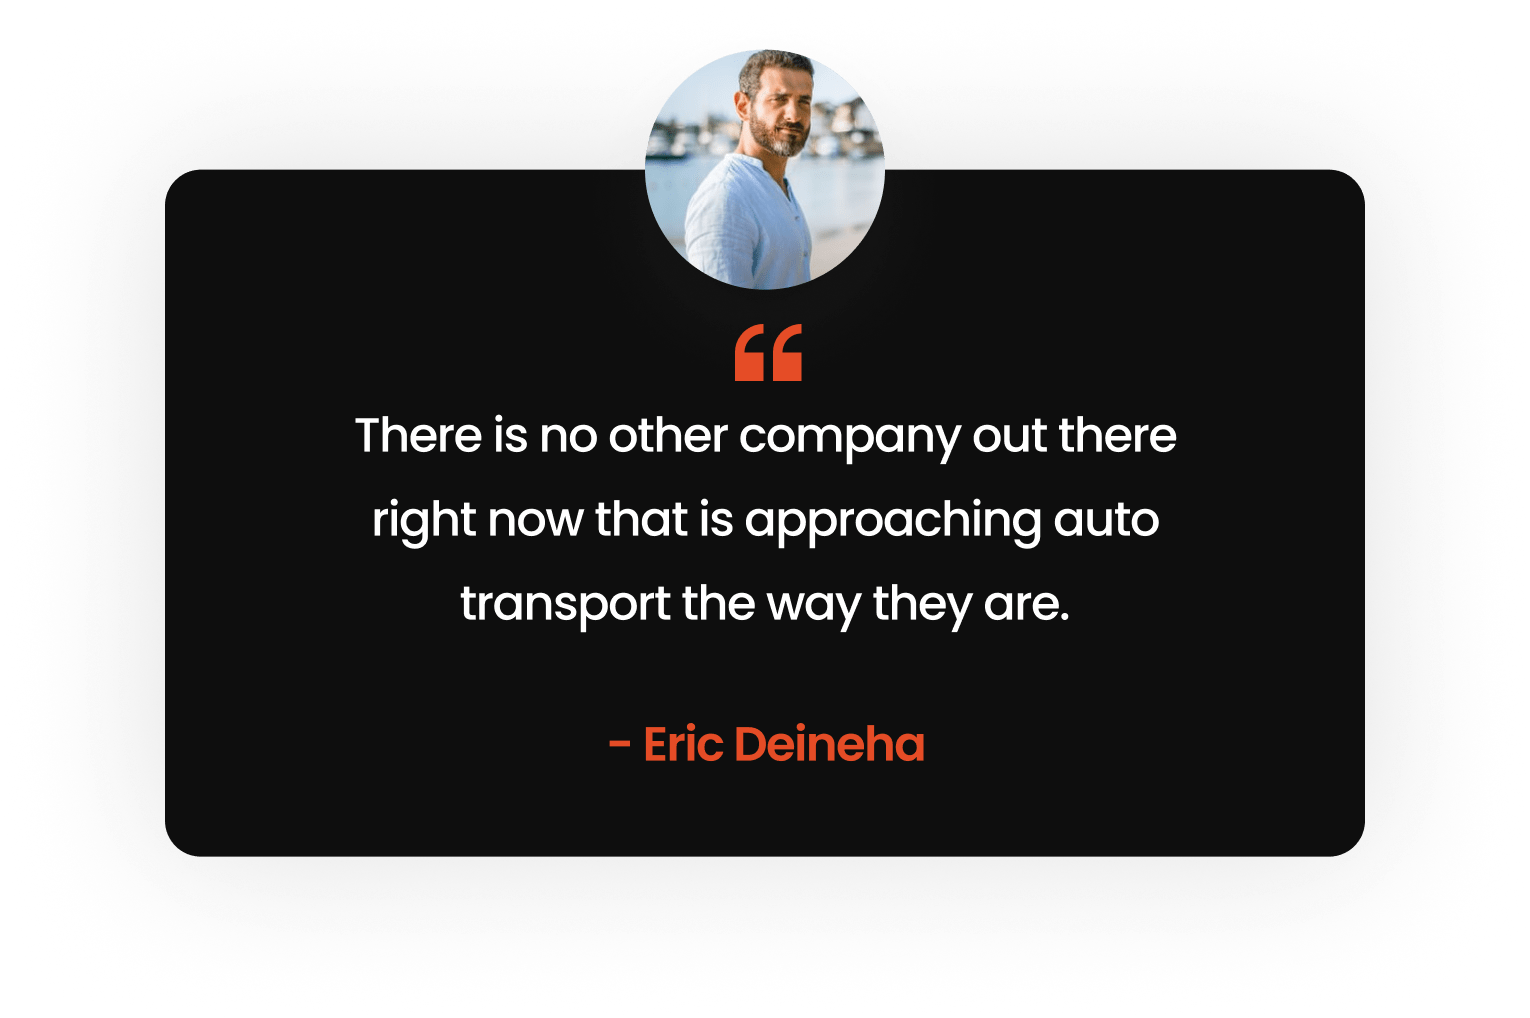 “
There is no other company out there
right now that is approaching auto
transport the way they are.
- Eric Deineha